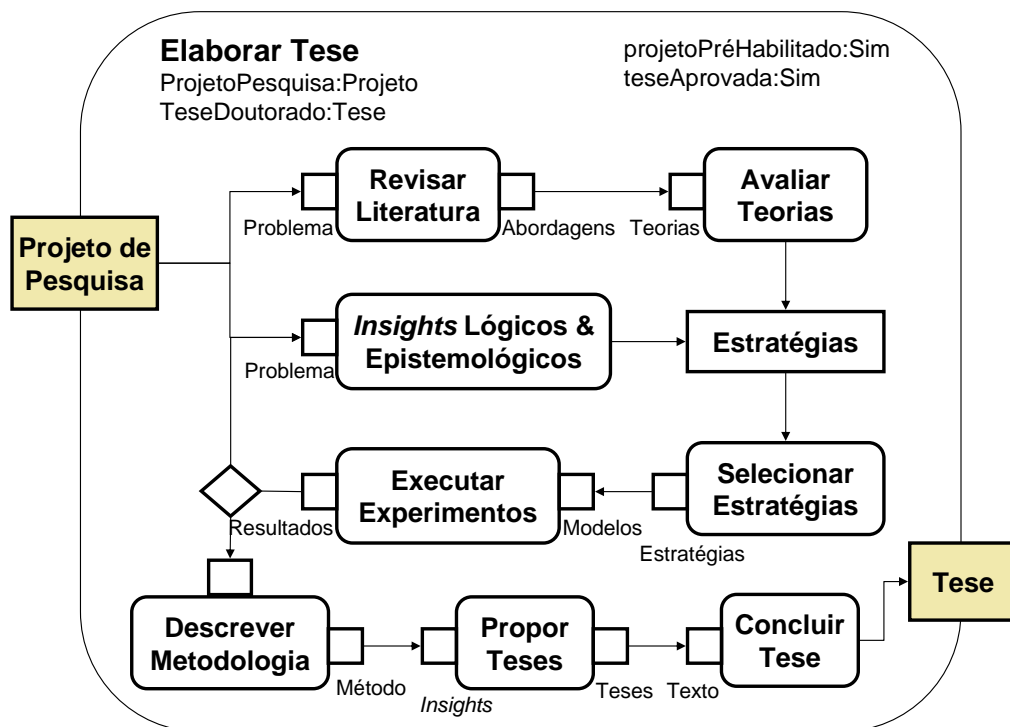 Elaborar Tese
ProjetoPesquisa:Projeto
TeseDoutorado:Tese
projetoPréHabilitado:Sim
teseAprovada:Sim
Revisar
Literatura
Avaliar
Teorias
Problema
Abordagens
Teorias
Projeto de
Pesquisa
Insights Lógicos &
Epistemológicos
Estratégias
Problema
Executar
Experimentos
Selecionar
Estratégias
Resultados
Modelos
Estratégias
Tese
Descrever
Metodologia
Propor
Teses
Concluir
Tese
Método
Insights
Teses
Texto